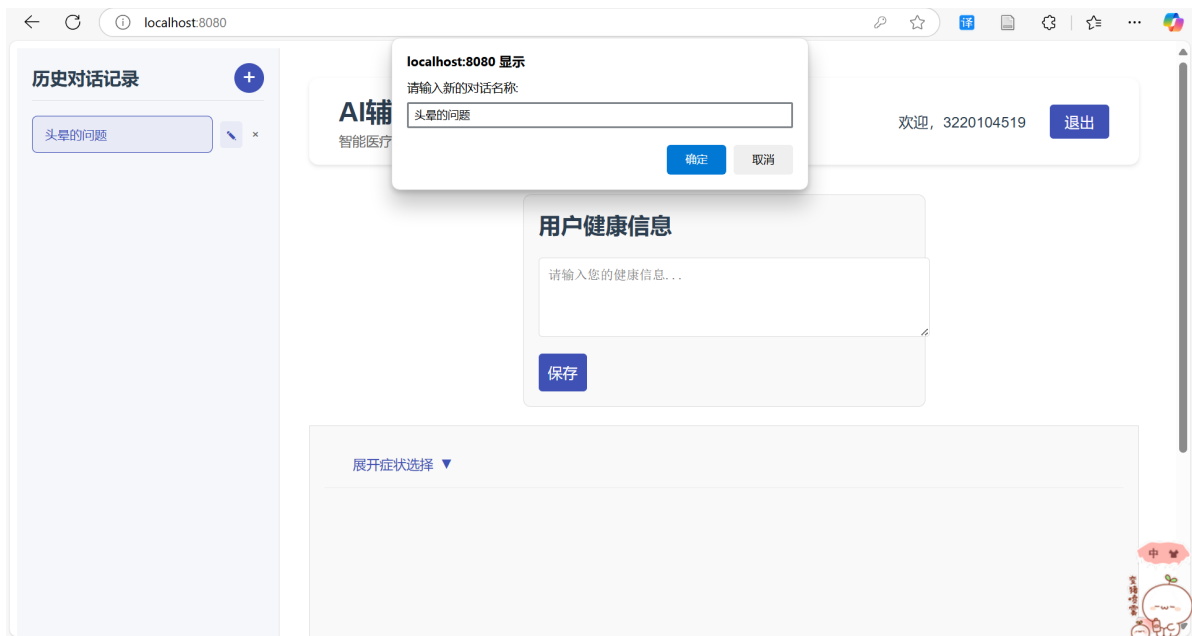 localhost:8080
译
历史对话记录
+
头晕的问题
×
localhost:8080 显示
请输入新的对话名称:
头晕的问题
确定
取消
AI辅
智能医疗
欢迎，3220104519
退出
用户健康信息
请输入您的健康信息...
保存
展开症状选择 ▼
中